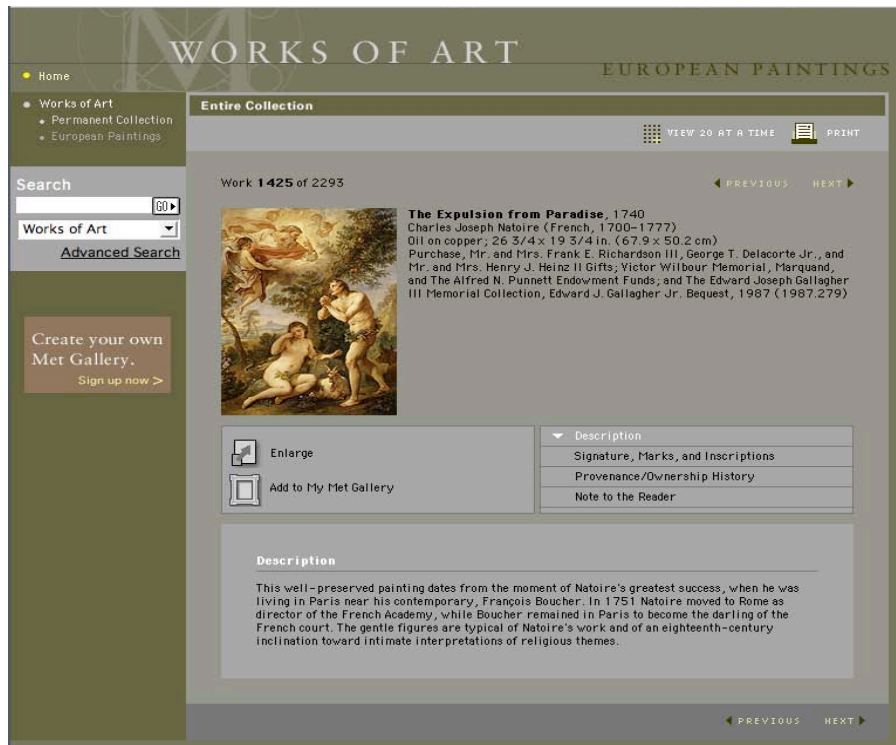 WORKS OF ART
EUROPEAN PAINTINGS
Home
Works of Art
Permanent Collection
European Paintings
Search
GO
Works of Art
Advanced Search
Create your own
Met Gallery.
Sign up now >
Entire Collection
VIEW 20 AT A TIME
PRINT
Work 1425 of 2293
PREVIOUS NEXT
The Expulsion from Paradise, 1740
Charles Joseph Natoire (French, 1700-1777)
Oil on copper; 26 3/4 x 19 3/4 in. (67.9 x 50.2 cm)
Purchase, Mr. and Mrs. Frank E. Richardson III, George T. Delacorte Jr., and
Mr. and Mrs. Henry J. Heinz II Gifts; Victor Wilbour Memorial, Marquand,
and The Alfred N. Punnett Endowment Funds; and The Edward Joseph Gallagher
III Memorial Collection, Edward J. Gallagher Jr. Bequest, 1987 (1987.279)
Enlarge
Add to My Met Gallery
Description
Signature, Marks, and Inscriptions
Provenance/Ownership History
Note to the Reader
Description
This well-preserved painting dates from the moment of Natoire's greatest success, when he was
living in Paris near his contemporary, François Boucher. In 1751 Natoire moved to Rome as
director of the French Academy, while Boucher remained in Paris to become the darling of the
French court. The gentle figures are typical of Natoire's work and of an eighteenth-century
inclination toward intimate interpretations of religious themes.
PREVIOUS NEXT